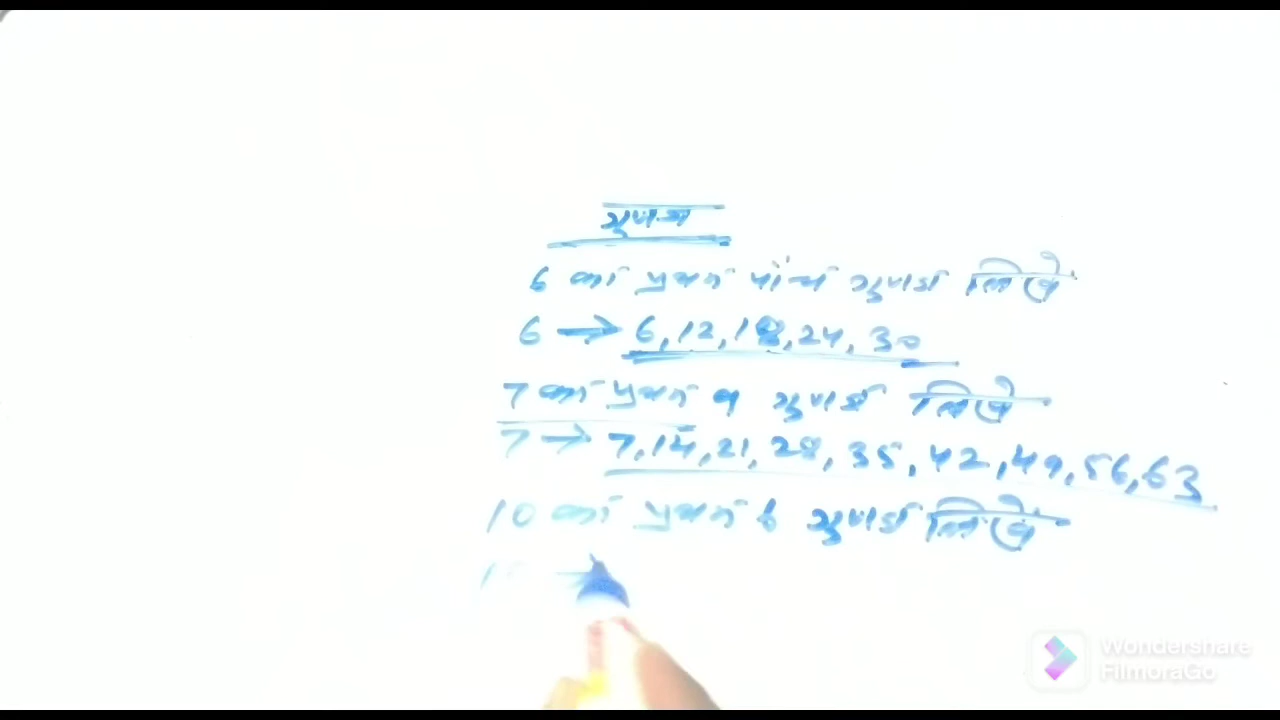 गुणज
6 का प्रथम पांच गुणज लिखे
6 → 6, 12, 18, 24, 30
7 का प्रथम 9 गुणज लिखे
7 → 7, 14, 21, 28, 35, 42, 49, 56, 63
10 का प्रथम 6 गुणज लिखे
Wondershare
FilmoraGo